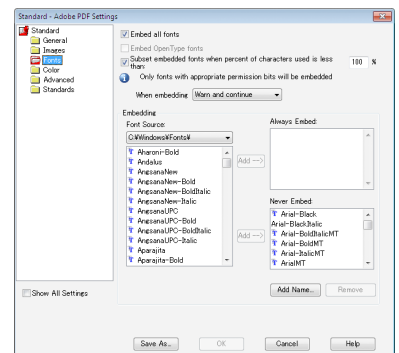 Standard - Adobe PDF Settings
Standard
General
Images
Fonts
Color
Advanced
Standards
Show All Settings
Embed all fonts
Embed OpenType fonts
Subset embedded fonts when percent of characters used is less than:
100 %
Only fonts with appropriate permission bits will be embedded
When embedding: Warn and continue
Embedding
Font Source:
C:¥Windows¥Fonts¥
Aharoni-Bold
Andalus
AngsanaNew
AngsanaNew-Bold
AngsanaNew-BoldItalic
AngsanaNew-Italic
AngsanaUPC
AngsanaUPC-Bold
AngsanaUPC-BoldItalic
AngsanaUPC-Italic
Aparajita
Aparajita-Bold
Add -->
Add -->
Always Embed:
Never Embed:
Arial-Black
Arial-BlackItalic
Arial-BoldItalicMT
Arial-BoldMT
Arial-ItalicMT
ArialMT
Add Name...
Remove
Save As...
OK
Cancel
Help